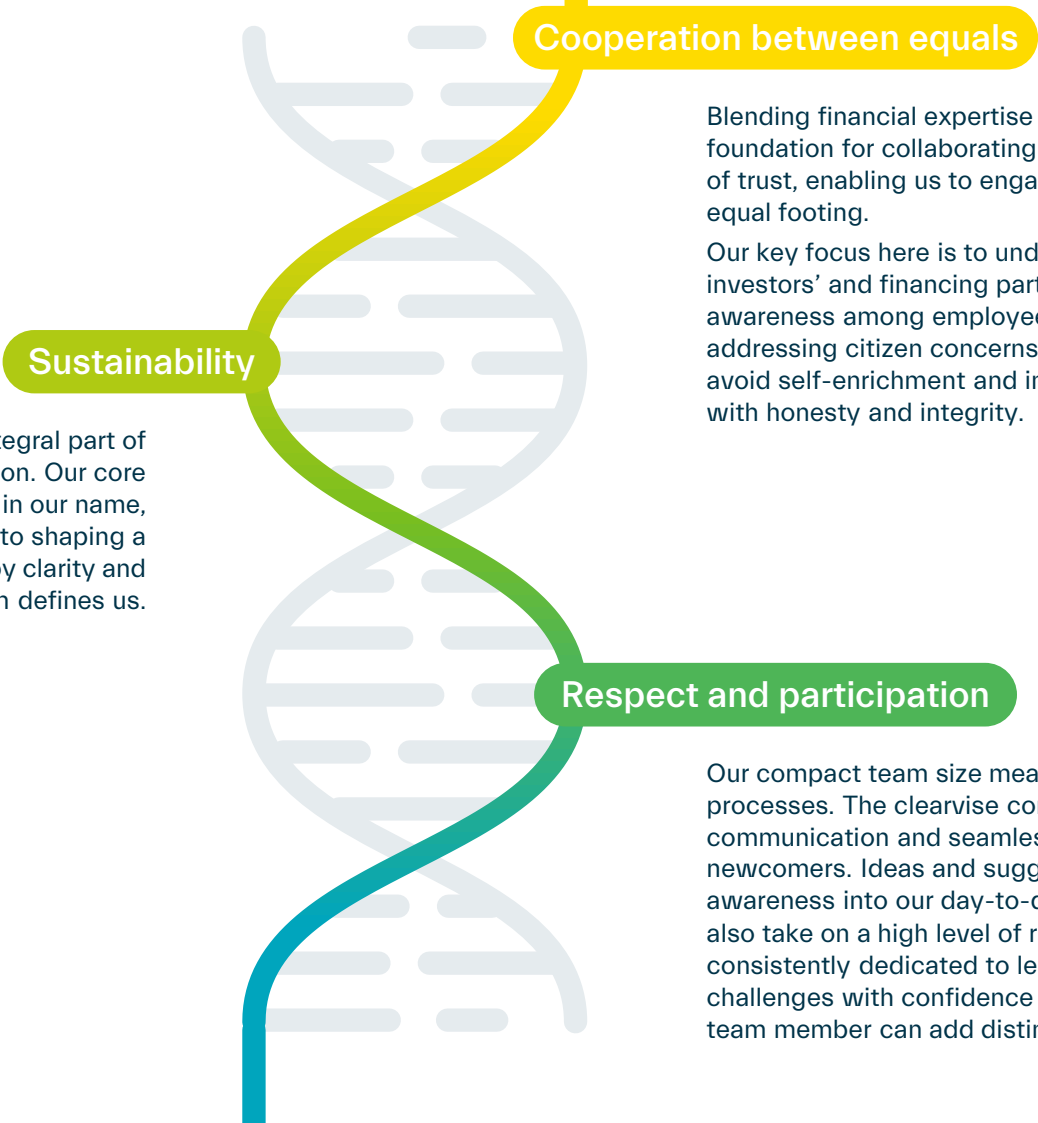 Cooperation between equals
Blending financial expertise
foundation for collaborating
of trust, enabling us to enga
equal footing.
Our key focus here is to und
investors’ and financing part
awareness among employe
addressing citizen concerns
avoid self-enrichment and i
with honesty and integrity.
Sustainability
tegral part of
on. Our core
in our name,
to shaping a
by clarity and
defines us.
Respect and participation
Our compact team size mea
processes. The clearvise co
communication and seamles
newcomers. Ideas and sugg
awareness into our day-to-
also take on a high level of
consistently dedicated to le
challenges with confidence
team member can add distin